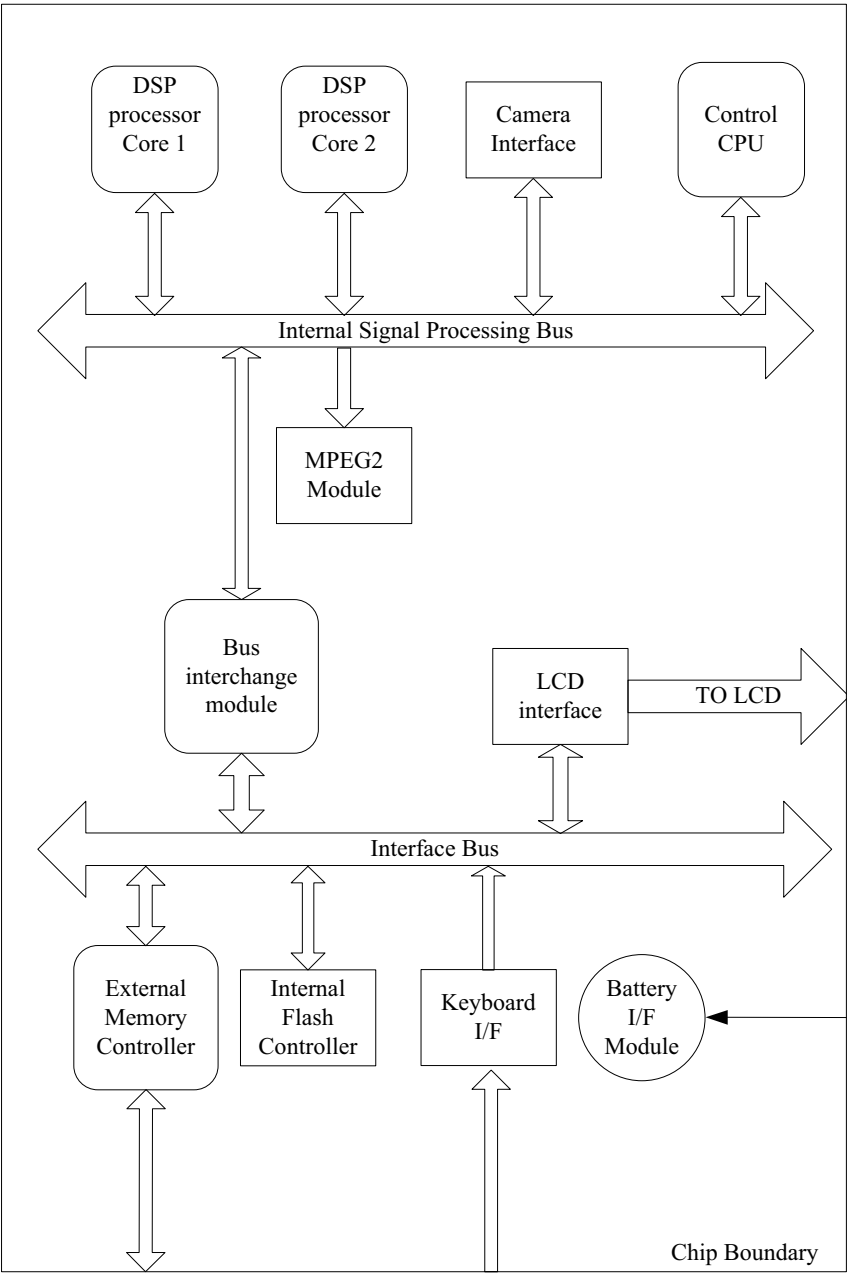 DSP
processor
Core 1
DSP
processor
Core 2
Camera
Interface
Control
CPU
Internal Signal Processing Bus
MPEG2
Module
Bus
interchange
module
LCD
interface
TO LCD
Interface Bus
External
Memory
Controller
Internal
Flash
Controller
Keyboard
I/F
Battery
I/F
Module
Chip Boundary